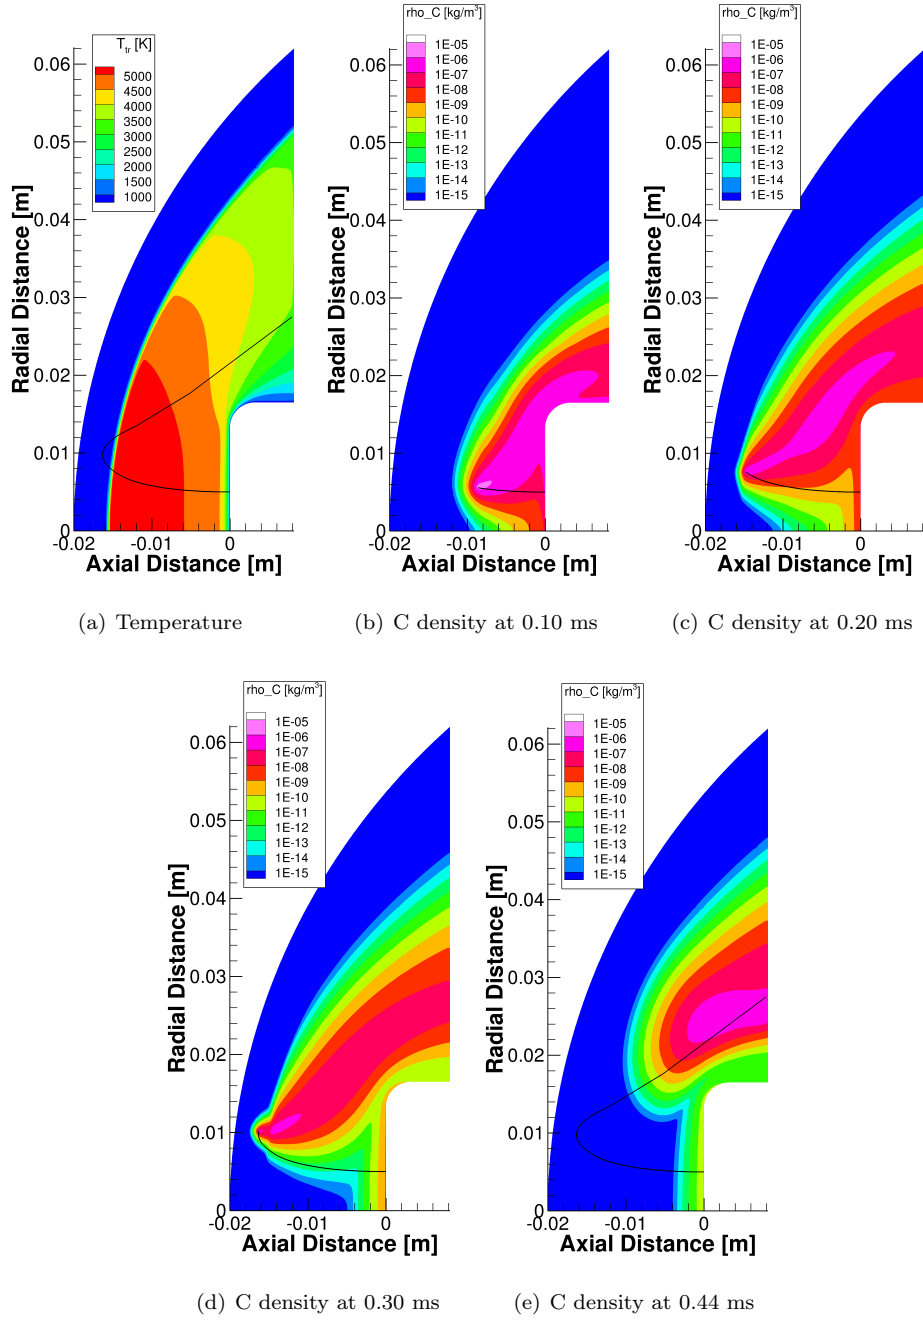 T_tr [K]
5000
4500
4000
3500
3000
2500
2000
1500
1000
0.06
0.05
0.04
0.03
0.02
0.01
0
Radial Distance [m]
-0.02
-0.01
0
Axial Distance [m]
(a) Temperature
rho_C [kg/m³]
1E-05
1E-06
1E-07
1E-08
1E-09
1E-10
1E-11
1E-12
1E-13
1E-14
1E-15
0.06
0.05
0.04
0.03
0.02
0.01
0
Radial Distance [m]
-0.02
-0.01
0
Axial Distance [m]
(b) C density at 0.10 ms
rho_C [kg/m³]
1E-05
1E-06
1E-07
1E-08
1E-09
1E-10
1E-11
1E-12
1E-13
1E-14
1E-15
0.06
0.05
0.04
0.03
0.02
0.01
0
Radial Distance [m]
-0.02
-0.01
0
Axial Distance [m]
(c) C density at 0.20 ms
rho_C [kg/m³]
1E-05
1E-06
1E-07
1E-08
1E-09
1E-10
1E-11
1E-12
1E-13
1E-14
1E-15
0.06
0.05
0.04
0.03
0.02
0.01
0
Radial Distance [m]
-0.02
-0.01
0
Axial Distance [m]
(d) C density at 0.30 ms
rho_C [kg/m³]
1E-05
1E-06
1E-07
1E-08
1E-09
1E-10
1E-11
1E-12
1E-13
1E-14
1E-15
0.06
0.05
0.04
0.03
0.02
0.01
0
Radial Distance [m]
-0.02
-0.01
0
Axial Distance [m]
(e) C density at 0.44 ms